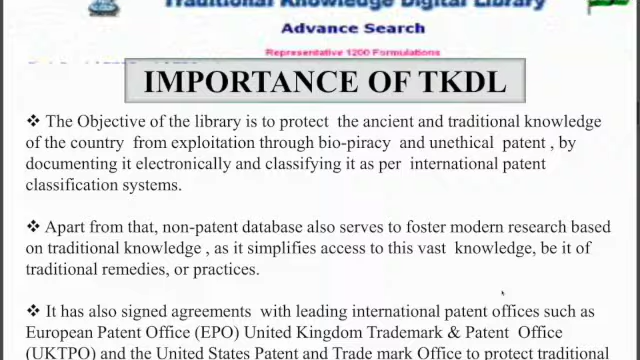 Traditional Knowledge Digital Library
Advance Search
Representative 1200 Formulations
IMPORTANCE OF TKDL
❖ The Objective of the library is to protect the ancient and traditional knowledge
of the country from exploitation through bio-piracy and unethical patent , by
documenting it electronically and classifying it as per international patent
classification systems.
❖ Apart from that, non-patent database also serves to foster modern research based
on traditional knowledge , as it simplifies access to this vast knowledge, be it of
traditional remedies, or practices.
❖ It has also signed agreements with leading international patent offices such as
European Patent Office (EPO) United Kingdom Trademark & Patent Office
(UKTPO) and the United States Patent and Trade mark Office to protect traditional